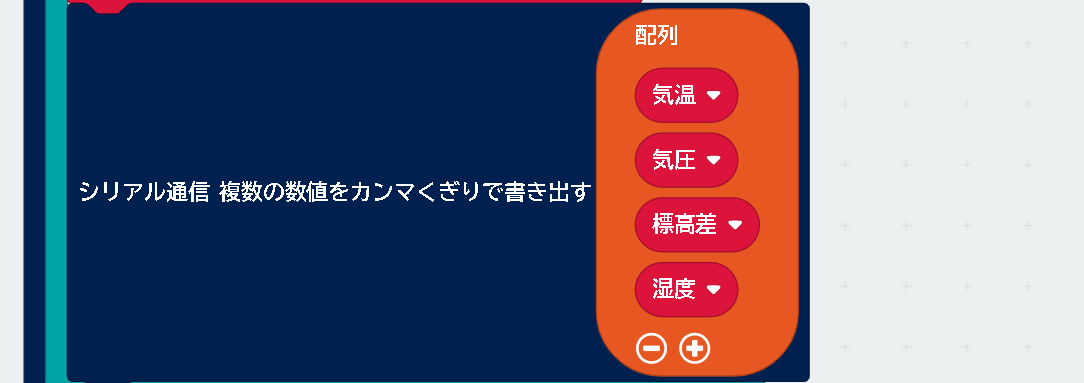 配列
気温
気圧
シリアル通信 複数の数値をカンマくぎりで書き出す
標高差
湿度